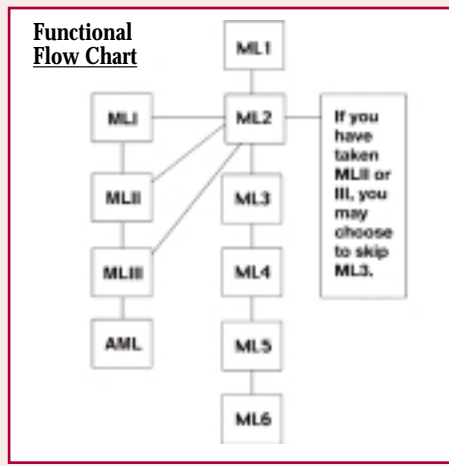 Functional
Flow Chart
ML1
MLI
ML2
If you
have
taken
MLII or
III, you
may
choose
to skip
ML3.
MLII
ML3
MLIII
ML4
AML
ML5
ML6